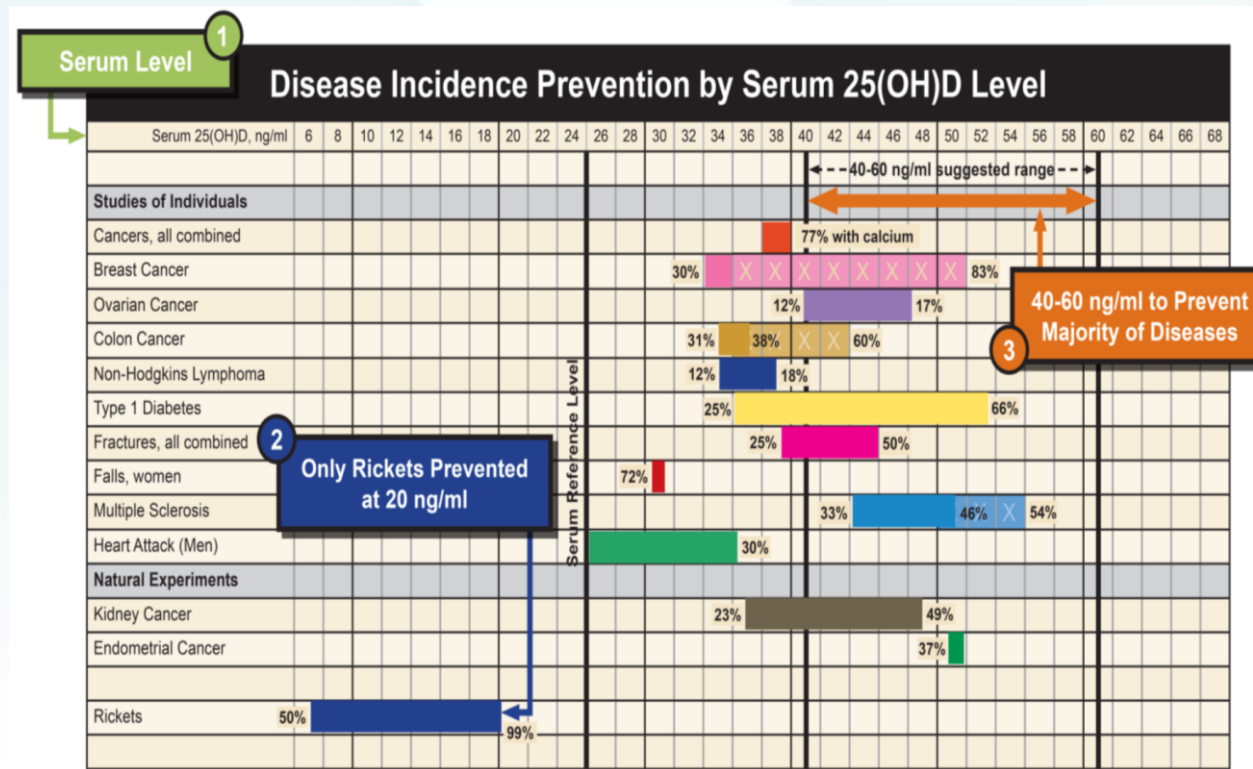 Serum Level
1
Disease Incidence Prevention by Serum 25(OH)D Level
Serum 25(OH)D, ng/ml 6 8 10 12 14 16 18 20 22 24 26 28 30 32 34 36 38 40 42 44 46 48 50 52 54 56 58 60 62 64 66 68
40-60 ng/ml suggested range
Studies of Individuals
Cancers, all combined 77% with calcium
Breast Cancer 30% X X X X X X X X 83%
Ovarian Cancer 12% 17%
40-60 ng/ml to Prevent
Majority of Diseases
3
Colon Cancer 31% 38% X X 60%
Non-Hodgkins Lymphoma 12% 18%
Type 1 Diabetes 25% 66%
Fractures, all combined 25% 50%
2
Only Rickets Prevented
at 20 ng/ml
Serum Reference Level
Falls, women 72%
Multiple Sclerosis 33% 46% X X 54%
Heart Attack (Men) 30%
Natural Experiments
Kidney Cancer 23% 49%
Endometrial Cancer 37%
Rickets 50% 99%